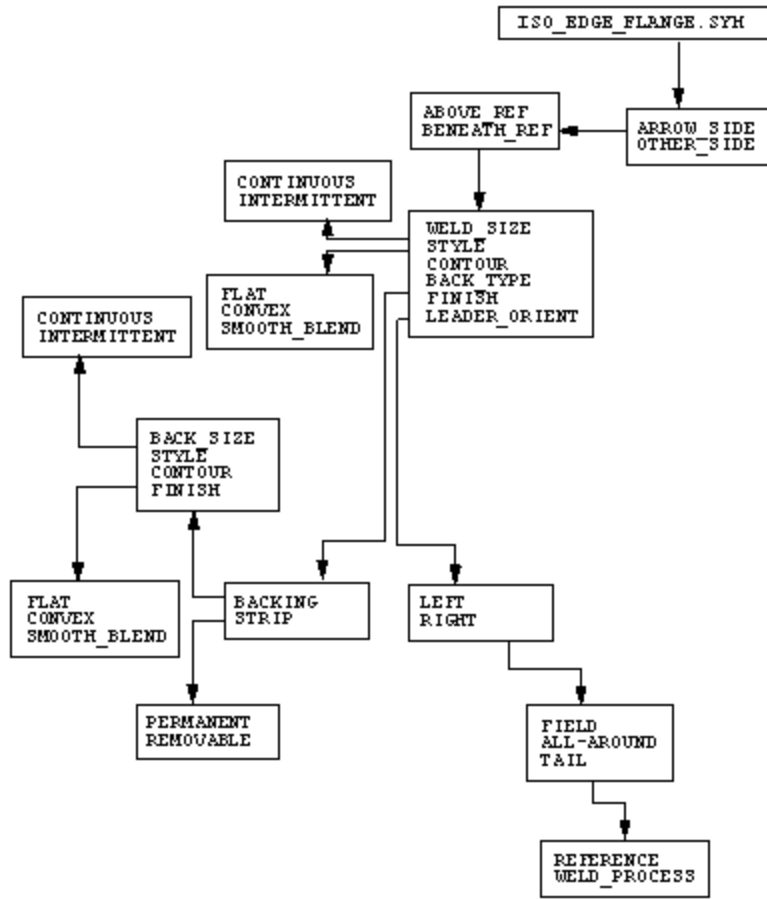 ISO_EDGE_FLANGE.SYM
ABOVE_REF
BENEATH_REF
ARROW_SIDE
OTHER_SIDE
CONTINUOUS
INTERMITTENT
WELD_SIZE
STYLE
CONTOUR
BACK_TYPE
FINISH
LEADER_ORIENT
FLAT
CONVEX
SMOOTH_BLEND
CONTINUOUS
INTERMITTENT
BACK_SIZE
STYLE
CONTOUR
FINISH
FLAT
CONVEX
SMOOTH_BLEND
BACKING
STRIP
LEFT
RIGHT
PERMANENT
REMOVABLE
FIELD
ALL-AROUND
TAIL
REFERENCE
WELD_PROCESS